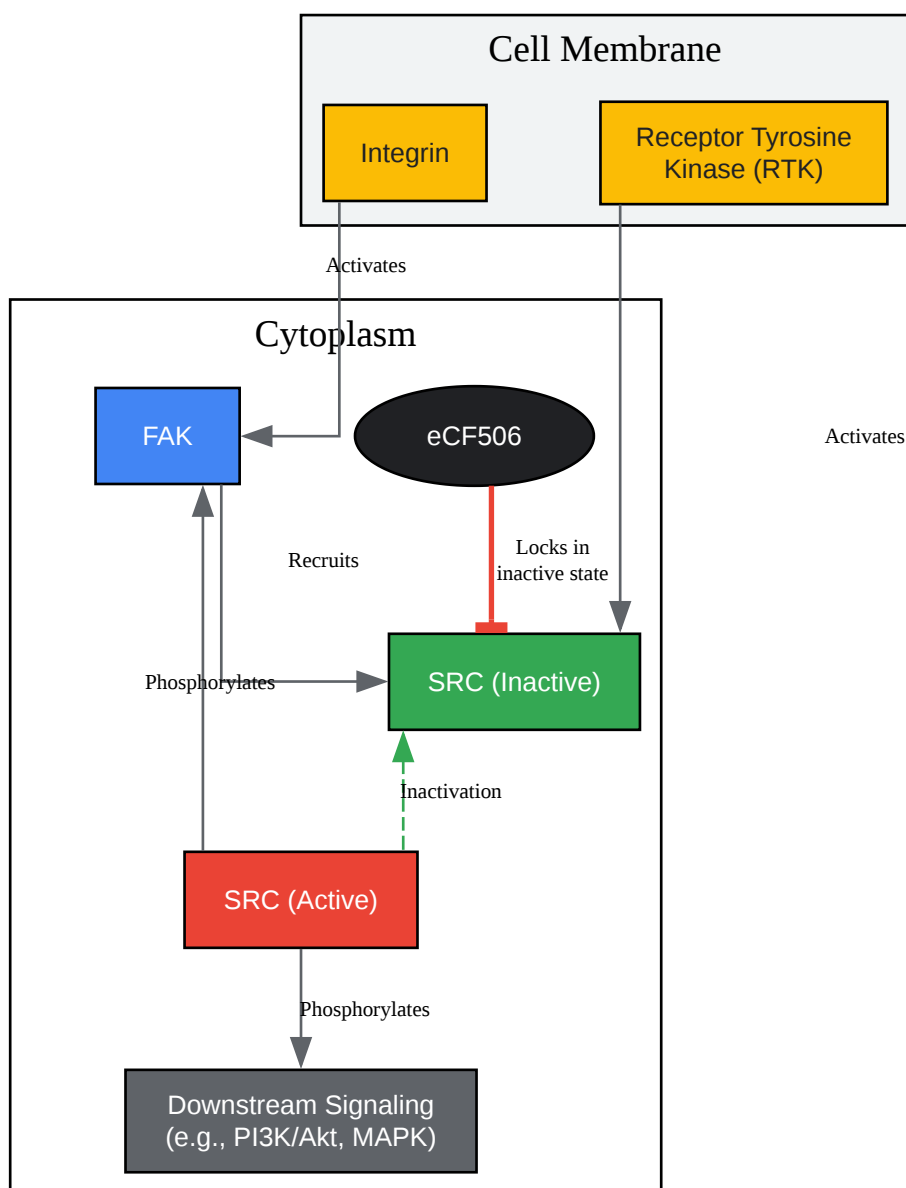 Cell Membrane
Integrin
Receptor Tyrosine
Kinase (RTK)
Activates
Cytoplasm
FAK
eCF506
Activates
Recruits
Locks in
inactive state
Phosphorylates
SRC (Inactive)
Inactivation
SRC (Active)
Phosphorylates
Downstream Signaling
(e.g., PI3K/Akt, MAPK)